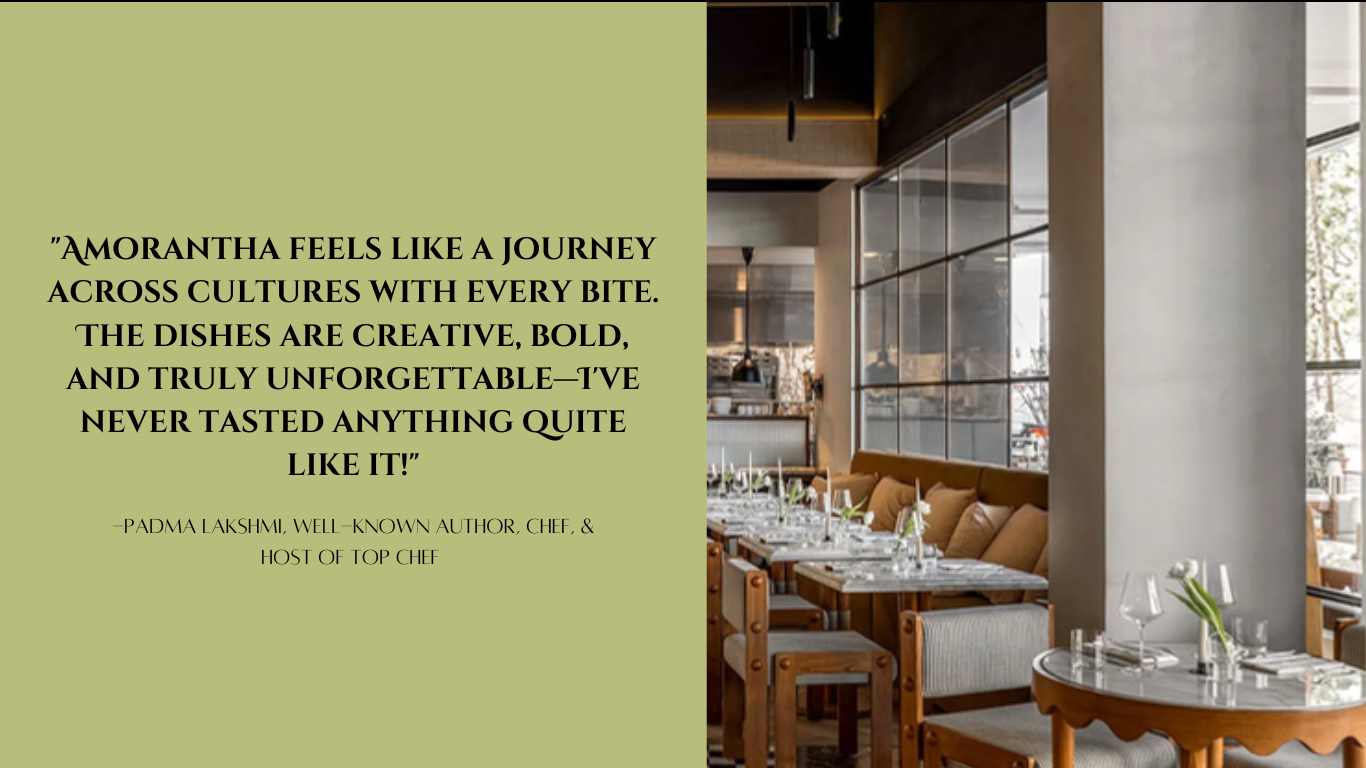 "Amorantha feels like a journey
across cultures with every bite.
The dishes are creative, bold,
and truly unforgettable—I've
never tasted anything quite
like it!"
–PADMA LAKSHMI, WELL-KNOWN AUTHOR, CHEF, &
HOST OF TOP CHEF